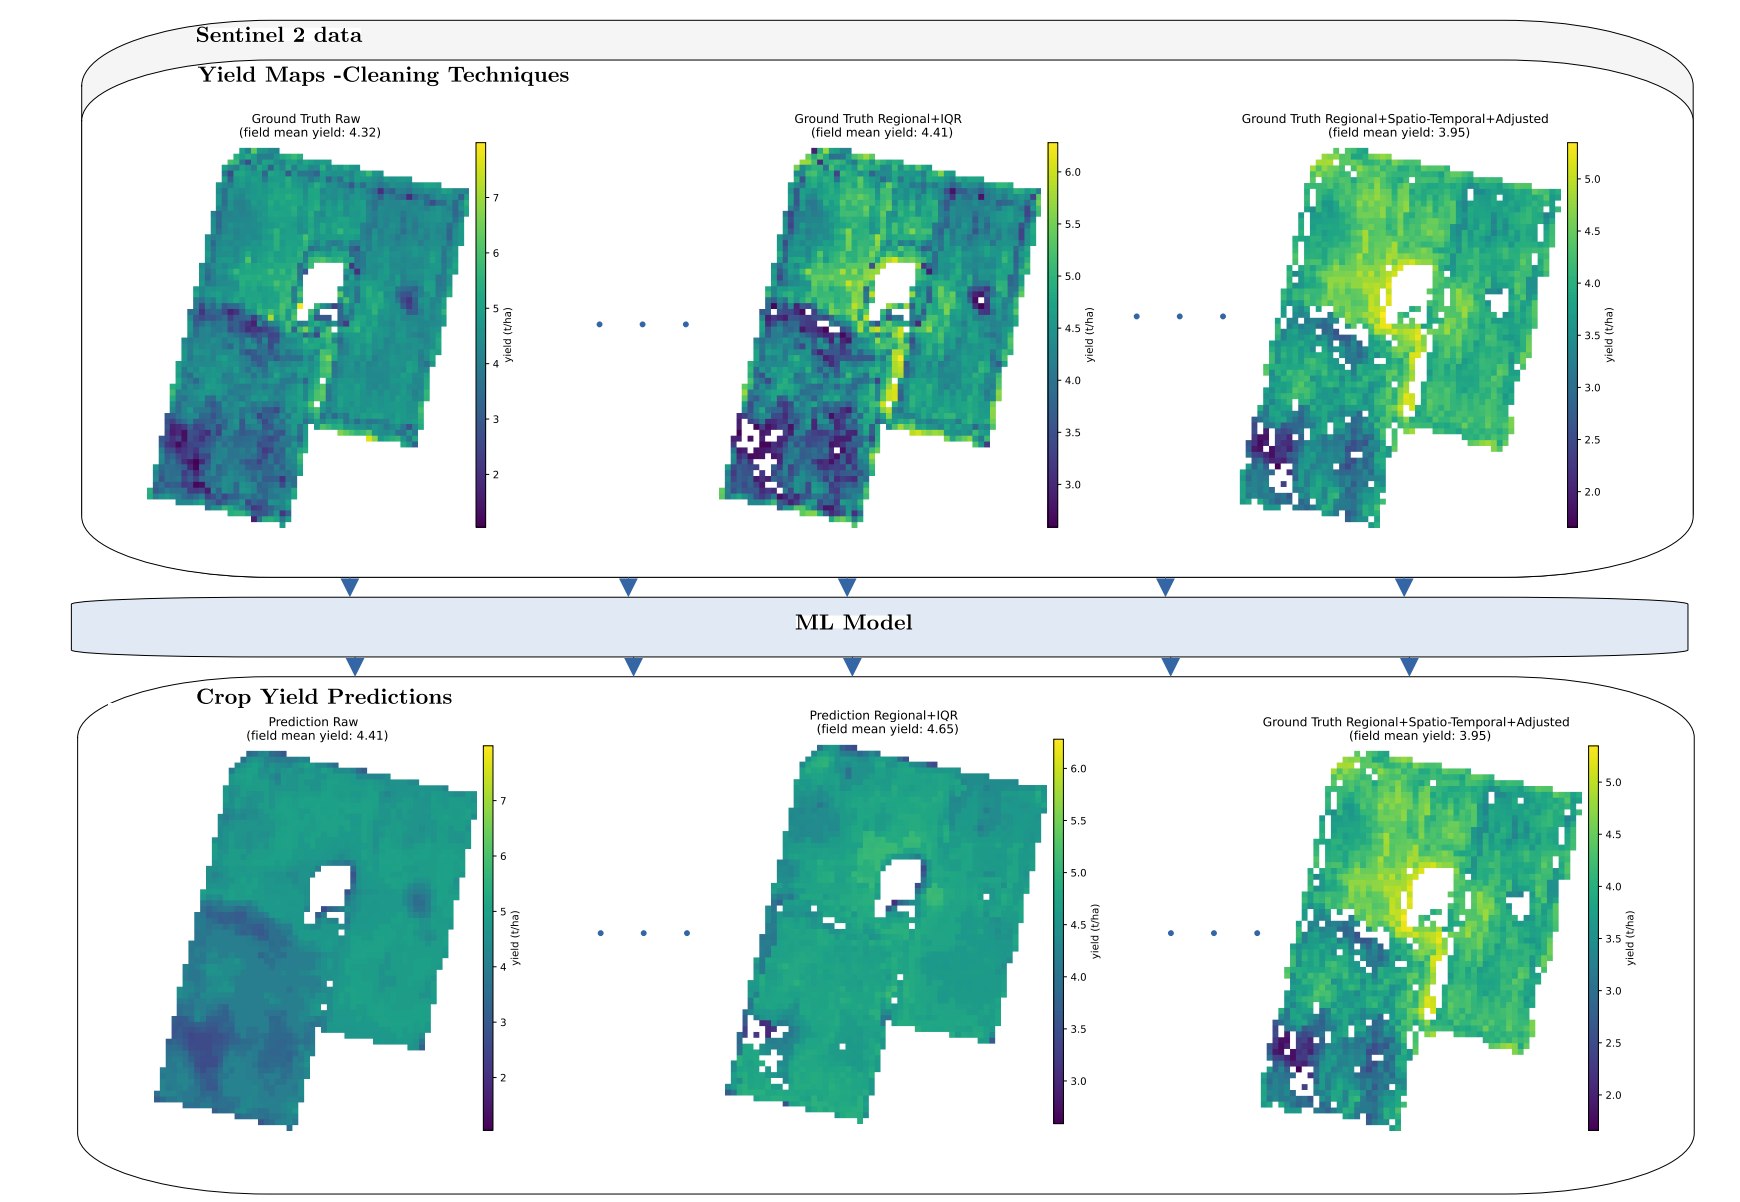 Sentinel 2 data
Yield Maps -Cleaning Techniques
Ground Truth Raw
(field mean yield: 4.32)
7
6
5
4
3
2
yield (t/ha)
Ground Truth Regional+IQR
(field mean yield: 4.41)
6.0
5.5
5.0
4.5
4.0
3.5
3.0
yield (t/ha)
Ground Truth Regional+Spatio-Temporal+Adjusted
(field mean yield: 3.95)
5.0
4.5
4.0
3.5
3.0
2.5
2.0
yield (t/ha)
ML Model
Crop Yield Predictions
Prediction Raw
(field mean yield: 4.41)
7
6
5
4
3
2
yield (t/ha)
Prediction Regional+IQR
(field mean yield: 4.65)
6.0
5.5
5.0
4.5
4.0
3.5
3.0
yield (t/ha)
Ground Truth Regional+Spatio-Temporal+Adjusted
(field mean yield: 3.95)
5.0
4.5
4.0
3.5
3.0
2.5
2.0
yield (t/ha)